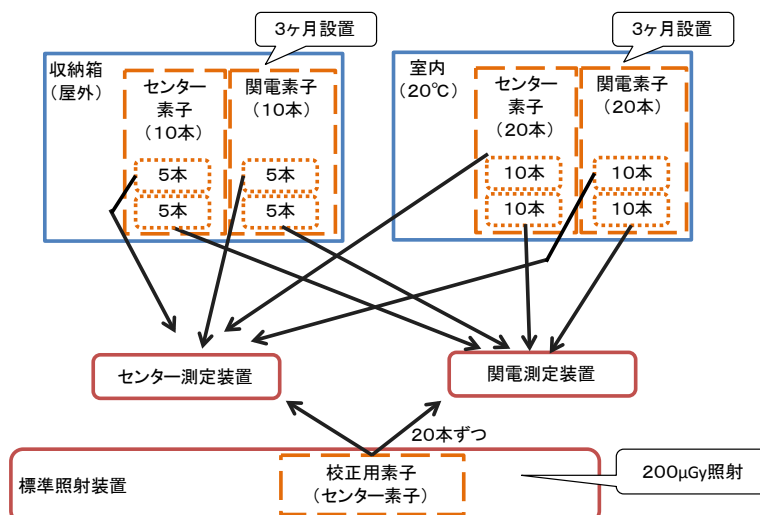 3ヶ月設置
3ヶ月設置
収納箱
(屋外)
センター
素子
(10本)
関電素子
(10本)
5本
5本
5本
5本
室内
(20℃)
センター
素子
(20本)
関電素子
(20本)
10本
10本
10本
10本
センター測定装置
関電測定装置
20本ずつ
標準照射装置
校正用素子
(センター素子)
200μGy照射